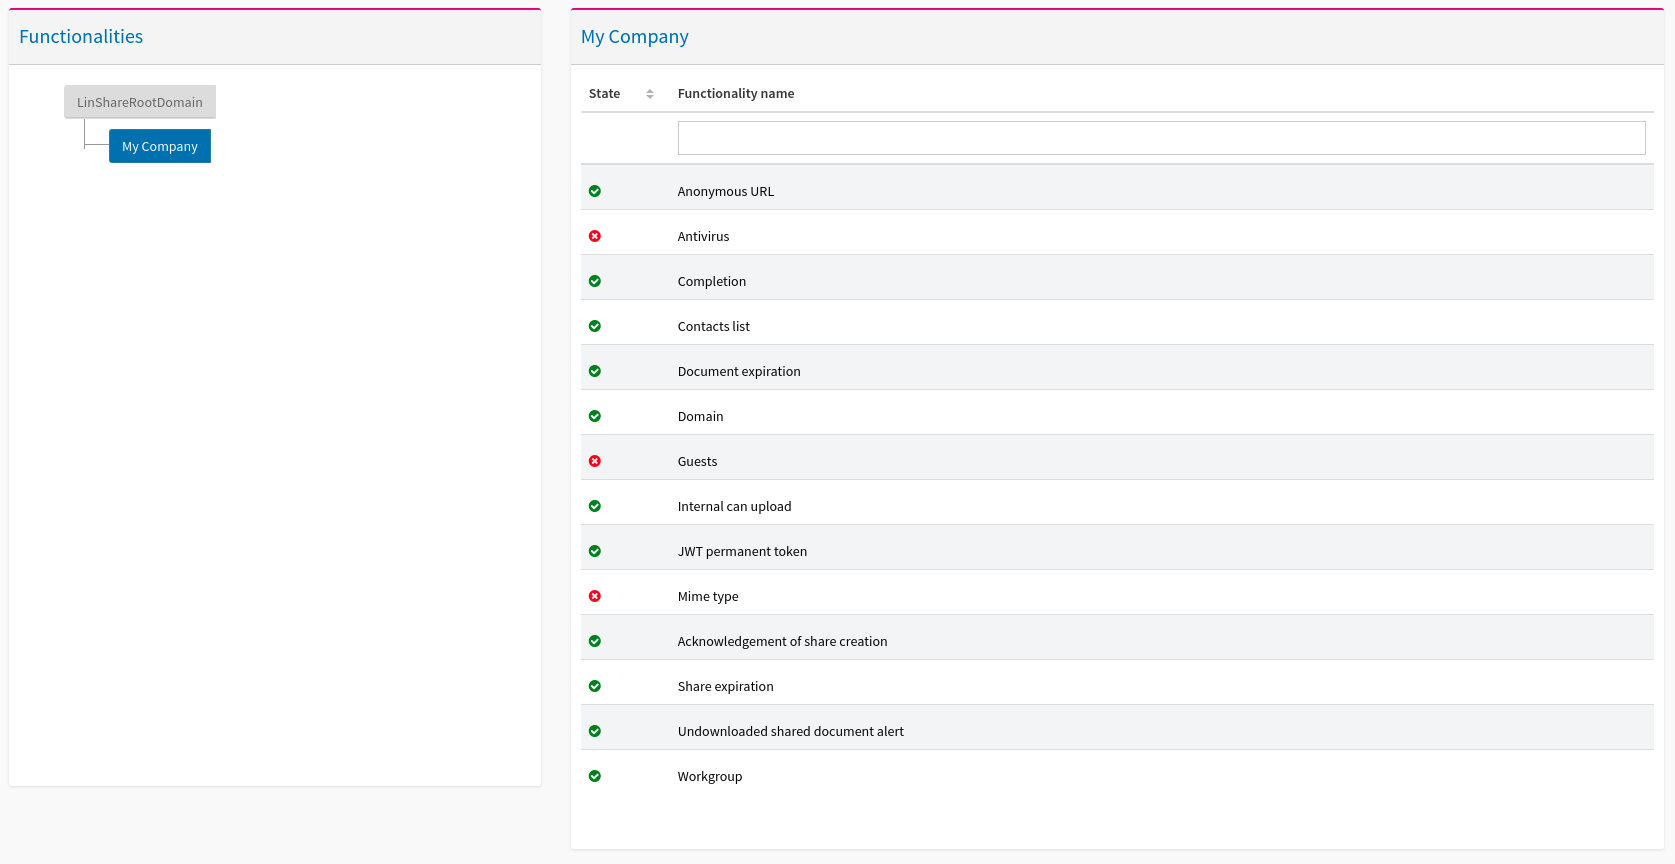 Functionalities
LinShareRootDomain
My Company
My Company
State
Functionality name
Anonymous URL
Antivirus
Completion
Contacts list
Document expiration
Domain
Guests
Internal can upload
JWT permanent token
Mime type
Acknowledgement of share creation
Share expiration
Undownloaded shared document alert
Workgroup